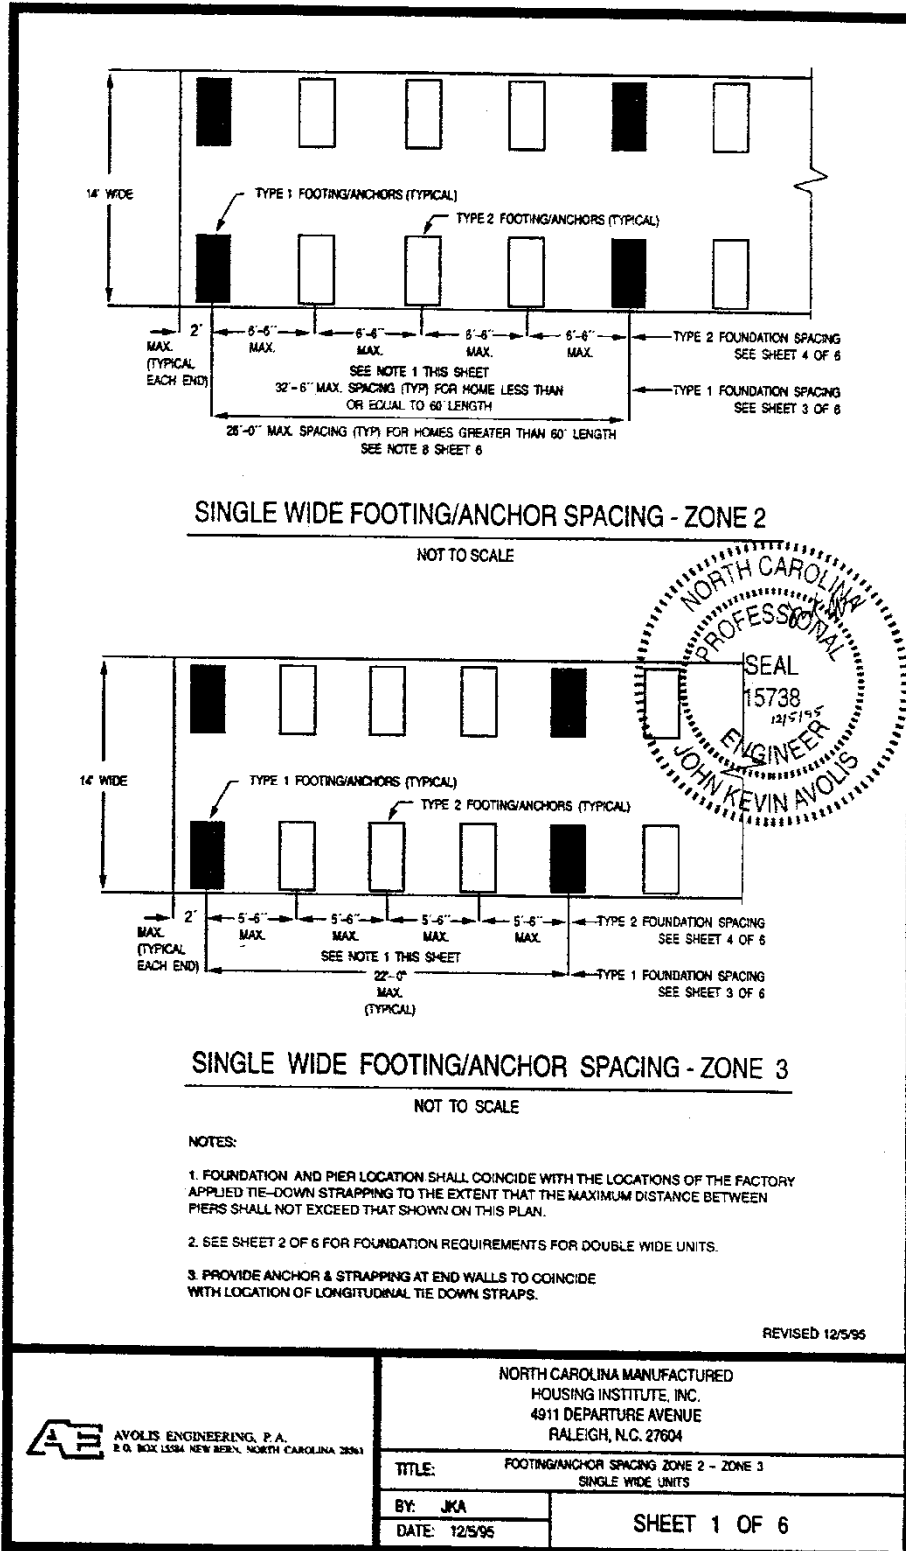 14' WIDE
TYPE 1 FOOTING/ANCHORS (TYPICAL)
TYPE 2 FOOTING/ANCHORS (TYPICAL)
2'
MAX.
(TYPICAL
EACH END)
6'-6"
MAX.
6'-6"
MAX.
6'-6"
MAX.
6'-6"
MAX.
TYPE 2 FOUNDATION SPACING
SEE SHEET 4 OF 6
SEE NOTE 1 THIS SHEET
32'-6" MAX. SPACING (TYP) FOR HOME LESS THAN
OR EQUAL TO 60' LENGTH
TYPE 1 FOUNDATION SPACING
SEE SHEET 3 OF 6
26'-0" MAX. SPACING (TYP) FOR HOMES GREATER THAN 60' LENGTH
SEE NOTE 8 SHEET 6
SINGLE WIDE FOOTING/ANCHOR SPACING - ZONE 2
NOT TO SCALE
NORTH CAROLINA
PROFESSIONAL
SEAL
15738
12/5/95
ENGINEER
JOHN KEVIN AVOLIS
14' WIDE
TYPE 1 FOOTING/ANCHORS (TYPICAL)
TYPE 2 FOOTING/ANCHORS (TYPICAL)
2'
MAX.
(TYPICAL
EACH END)
5'-6"
MAX.
5'-6"
MAX.
5'-6"
MAX.
5'-6"
MAX.
TYPE 2 FOUNDATION SPACING
SEE SHEET 4 OF 6
SEE NOTE 1 THIS SHEET
22'-0"
MAX.
(TYPICAL)
TYPE 1 FOUNDATION SPACING
SEE SHEET 3 OF 6
SINGLE WIDE FOOTING/ANCHOR SPACING - ZONE 3
NOT TO SCALE
NOTES:
1. FOUNDATION AND PIER LOCATION SHALL COINCIDE WITH THE LOCATIONS OF THE FACTORY
APPLIED TIE-DOWN STRAPPING TO THE EXTENT THAT THE MAXIMUM DISTANCE BETWEEN
PIERS SHALL NOT EXCEED THAT SHOWN ON THIS PLAN.
2. SEE SHEET 2 OF 6 FOR FOUNDATION REQUIREMENTS FOR DOUBLE WIDE UNITS.
3. PROVIDE ANCHOR & STRAPPING AT END WALLS TO COINCIDE
WITH LOCATION OF LONGITUDINAL TIE DOWN STRAPS.
REVISED 12/5/95
AE
AVOLIS ENGINEERING, P.A.
P.O. BOX 15584 NEW BERN, NORTH CAROLINA 28561
NORTH CAROLINA MANUFACTURED
HOUSING INSTITUTE, INC.
4911 DEPARTURE AVENUE
RALEIGH, N.C. 27604
TITLE: FOOTING/ANCHOR SPACING ZONE 2 - ZONE 3
SINGLE WIDE UNITS
BY: JKA
DATE: 12/5/95
SHEET 1 OF 6